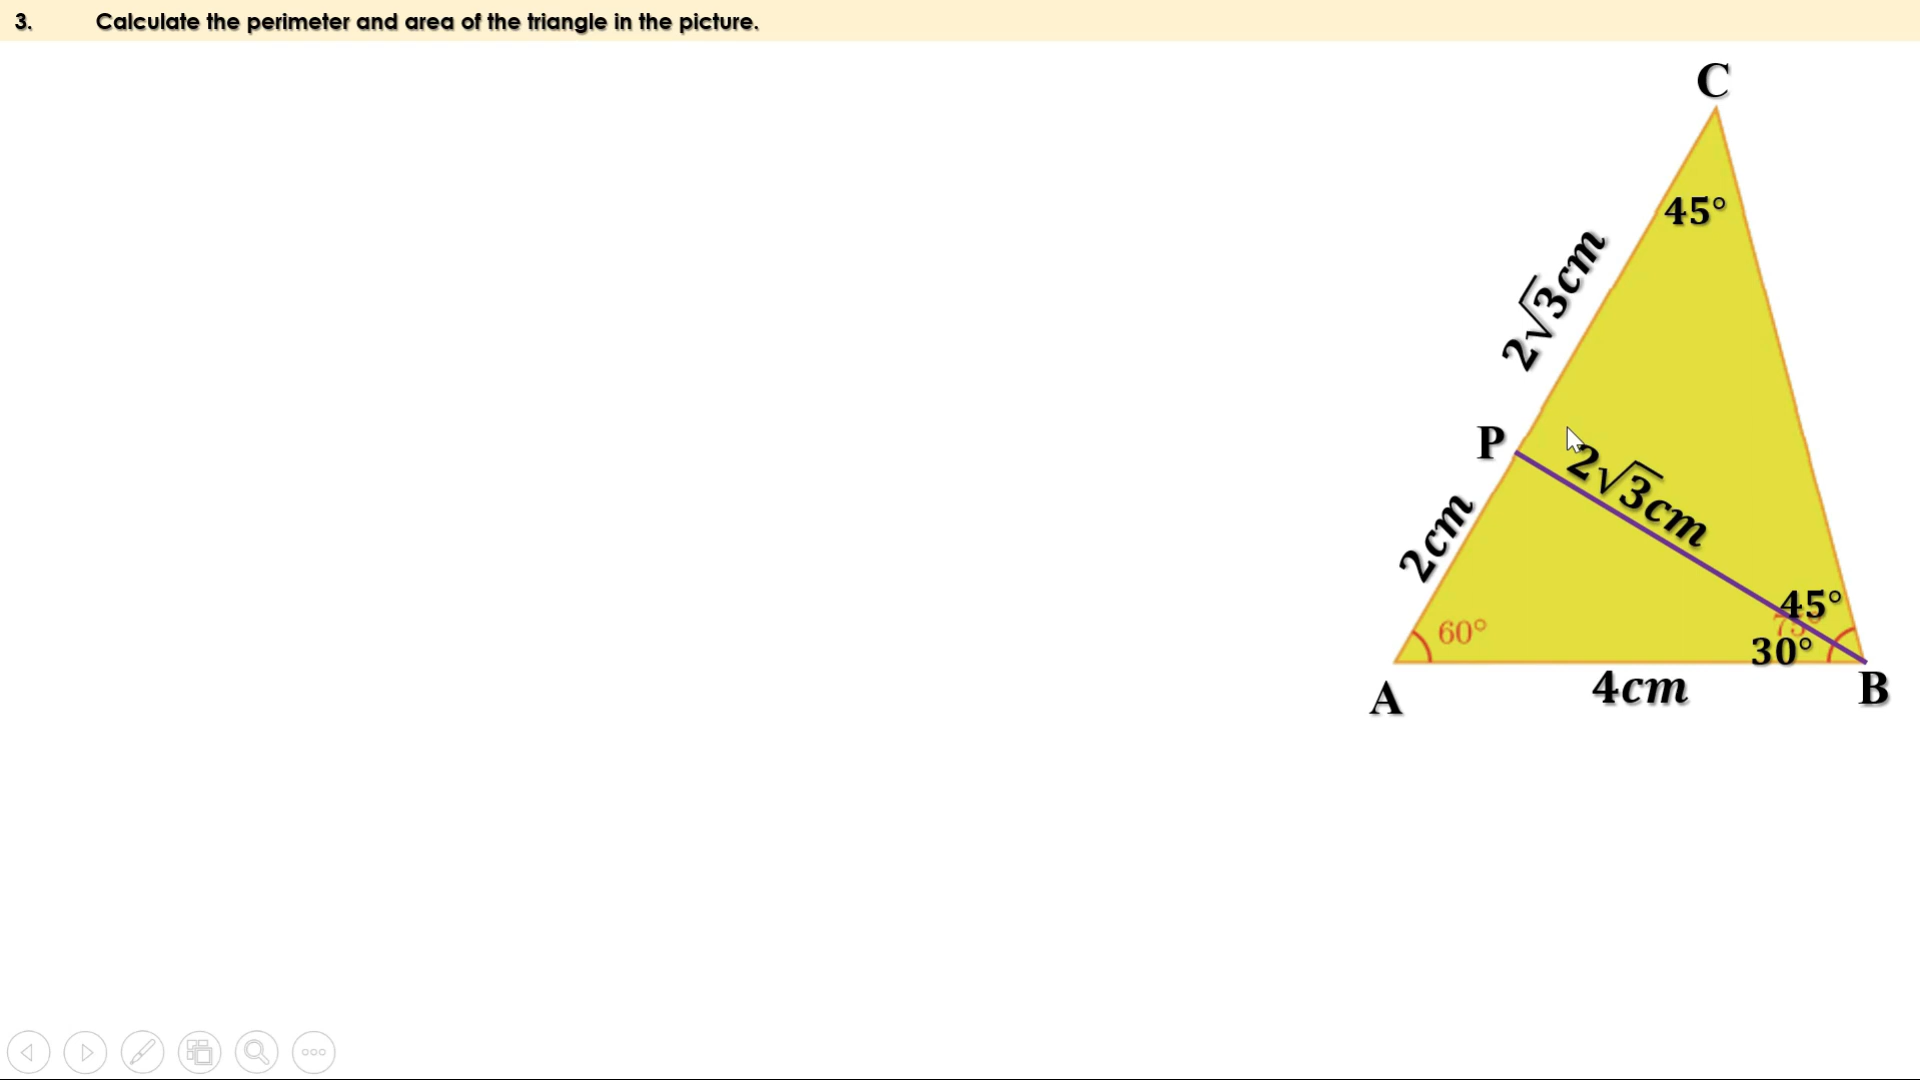 3. Calculate the perimeter and area of the triangle in the picture.
C
45°
2√3cm
P
2√3cm
2cm
45°
60°
75°
30°
4cm
A
B